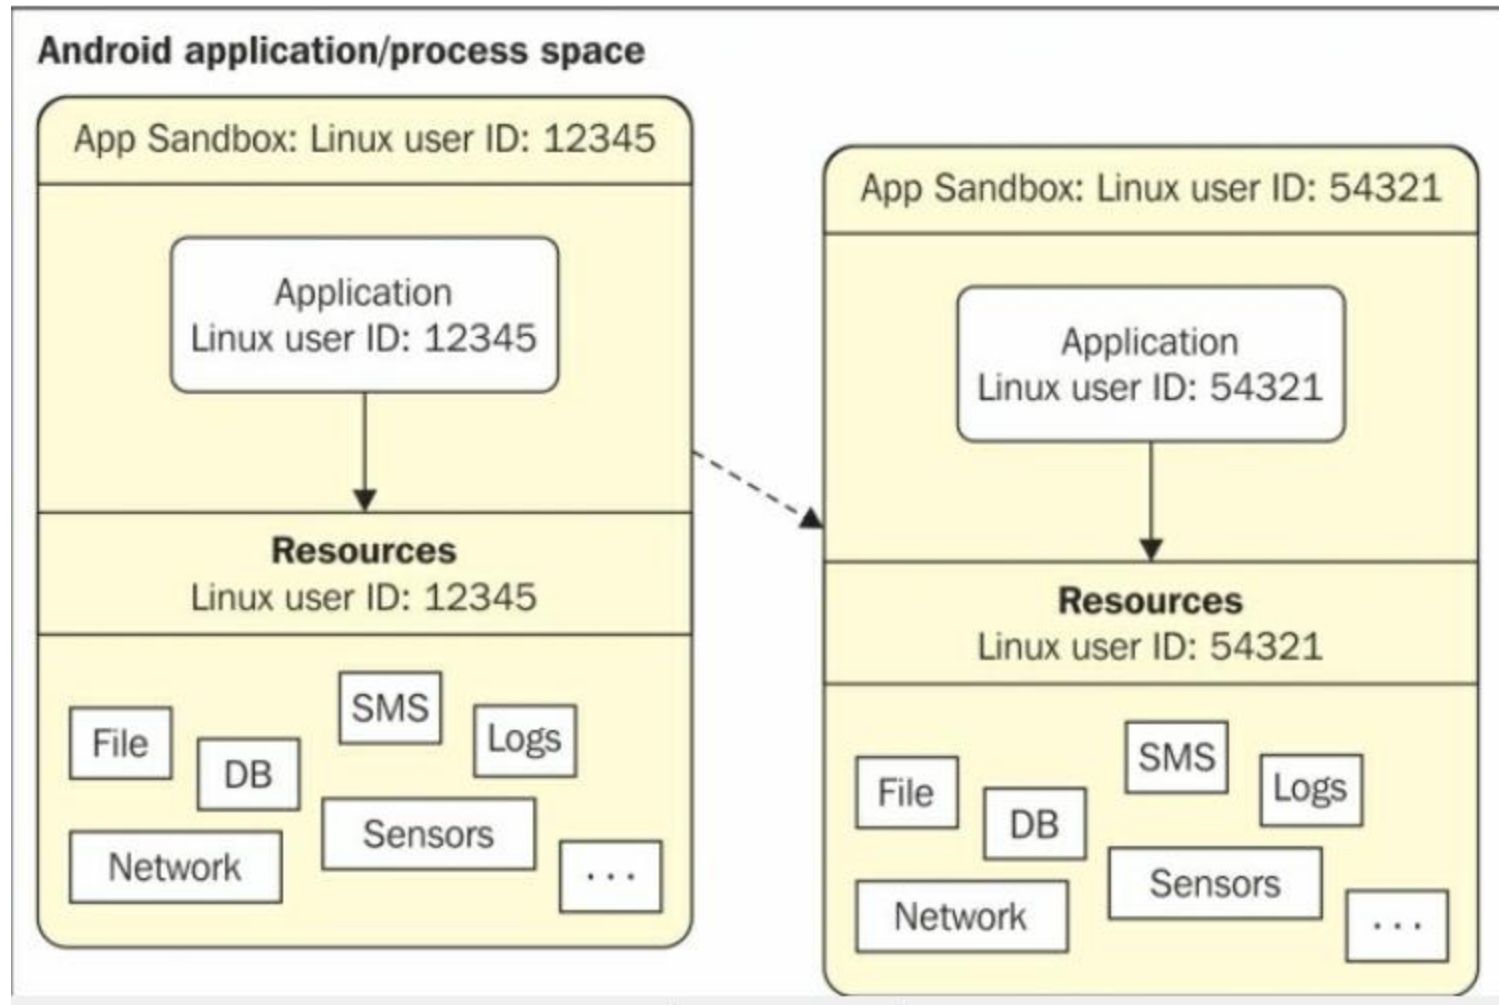 Android application/process space
App Sandbox: Linux user ID: 12345
Application
Linux user ID: 12345
Resources
Linux user ID: 12345
File
DB
SMS
Logs
Network
Sensors
...
App Sandbox: Linux user ID: 54321
Application
Linux user ID: 54321
Resources
Linux user ID: 54321
File
DB
SMS
Logs
Network
Sensors
...